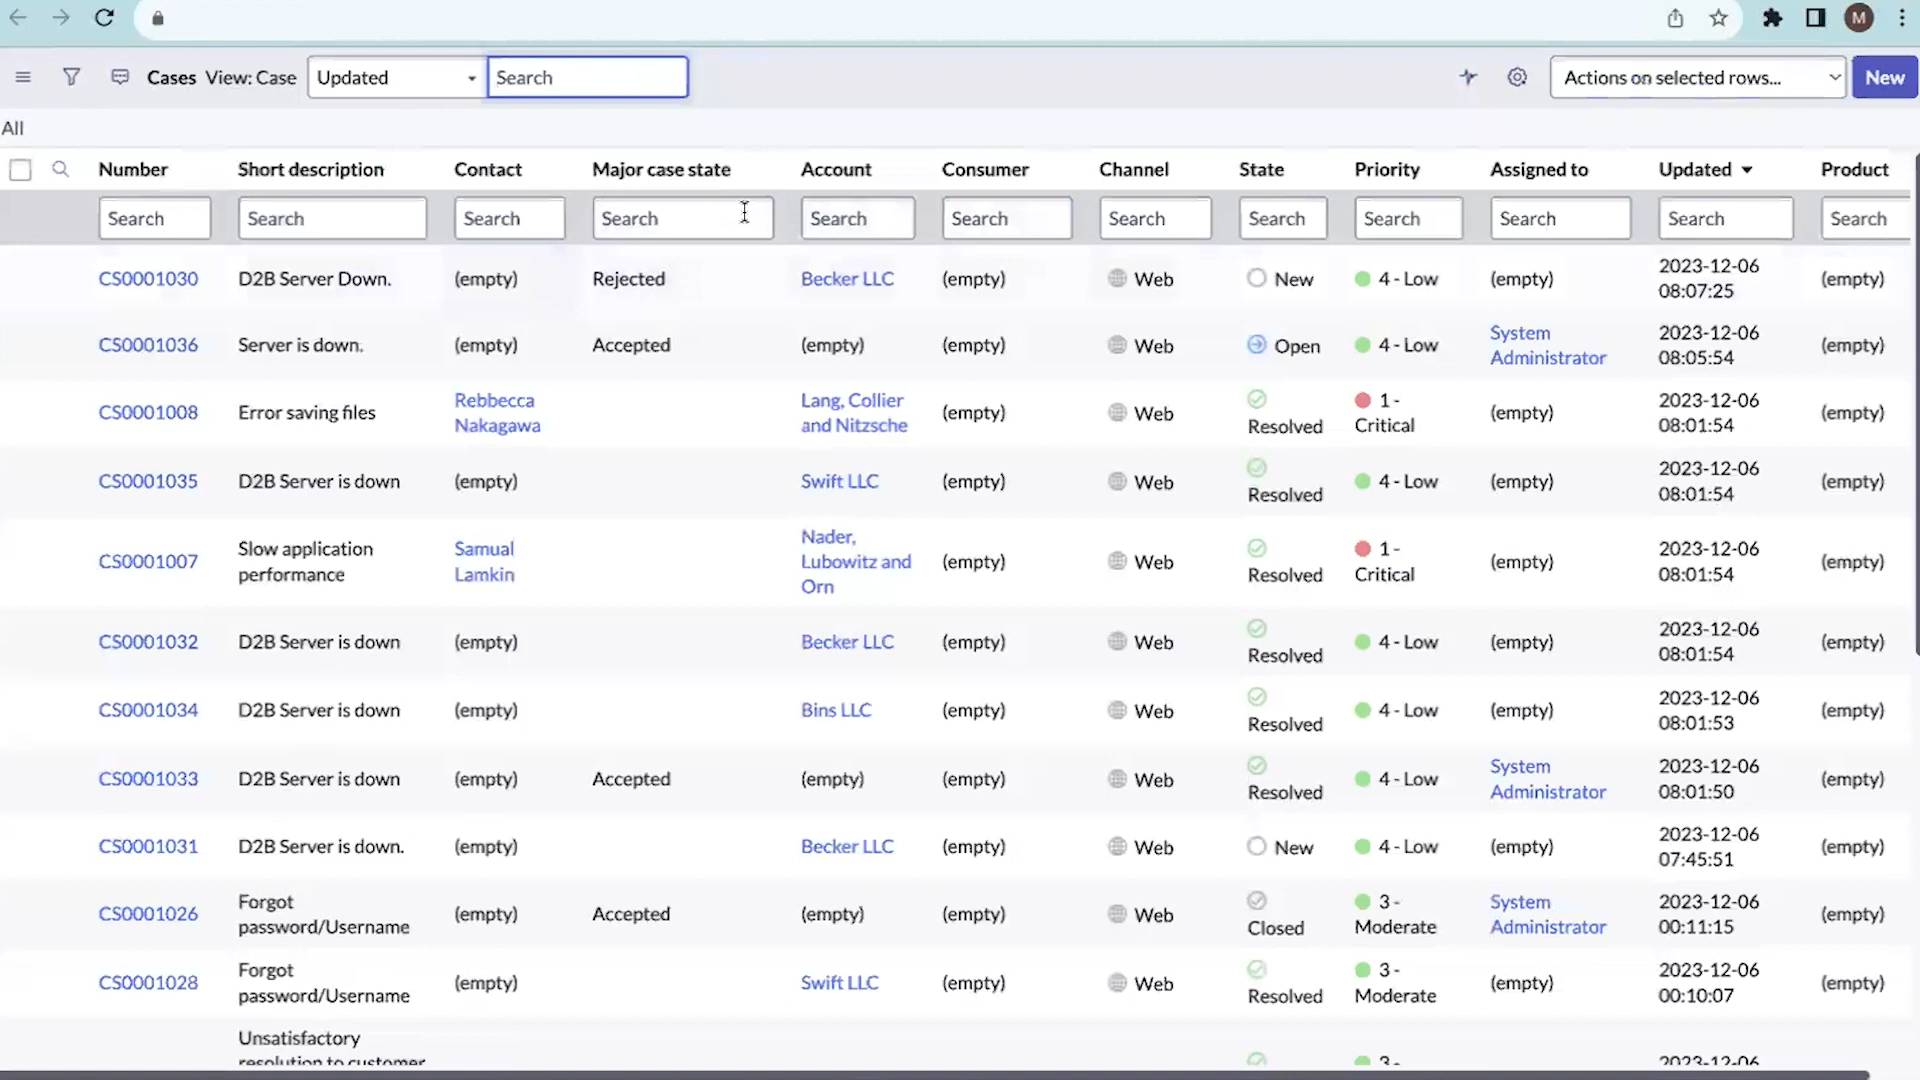 M
Cases View: Case Updated Search Actions on selected rows... New
All
Number Short description Contact Major case state Account Consumer Channel State Priority Assigned to Updated Product
Search Search Search Search Search Search Search Search Search Search Search Search
CS0001030 D2B Server Down. (empty) Rejected Becker LLC (empty) Web New 4 - Low (empty) 2023-12-06 08:07:25 (empty)
CS0001036 Server is down. (empty) Accepted (empty) (empty) Web Open 4 - Low System Administrator 2023-12-06 08:05:54 (empty)
CS0001008 Error saving files Rebbecca Nakagawa Lang, Collier and Nitzsche (empty) Web Resolved 1 - Critical (empty) 2023-12-06 08:01:54 (empty)
CS0001035 D2B Server is down (empty) Swift LLC (empty) Web Resolved 4 - Low (empty) 2023-12-06 08:01:54 (empty)
CS0001007 Slow application performance Samual Lamkin Nader, Lubowitz and Orn (empty) Web Resolved 1 - Critical (empty) 2023-12-06 08:01:54 (empty)
CS0001032 D2B Server is down (empty) Becker LLC (empty) Web Resolved 4 - Low (empty) 2023-12-06 08:01:54 (empty)
CS0001034 D2B Server is down (empty) Bins LLC (empty) Web Resolved 4 - Low (empty) 2023-12-06 08:01:53 (empty)
CS0001033 D2B Server is down (empty) Accepted (empty) (empty) Web Resolved 4 - Low System Administrator 2023-12-06 08:01:50 (empty)
CS0001031 D2B Server is down. (empty) Becker LLC (empty) Web New 4 - Low (empty) 2023-12-06 07:45:51 (empty)
CS0001026 Forgot password/Username (empty) Accepted (empty) (empty) Web Closed 3 - Moderate System Administrator 2023-12-06 00:11:15 (empty)
CS0001028 Forgot password/Username (empty) Swift LLC (empty) Web Resolved 3 - Moderate (empty) 2023-12-06 00:10:07 (empty)
Unsatisfactory resolution to customer 3 - 2023-12-06